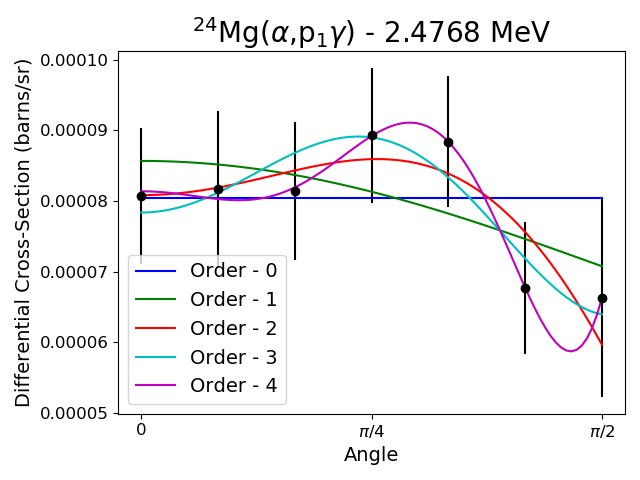 ²⁴Mg(α,p₁γ) - 2.4768 MeV
Differential Cross-Section (barns/sr)
0.00010
0.00009
0.00008
0.00007
0.00006
0.00005
Order - 0
Order - 1
Order - 2
Order - 3
Order - 4
0
π/4
π/2
Angle